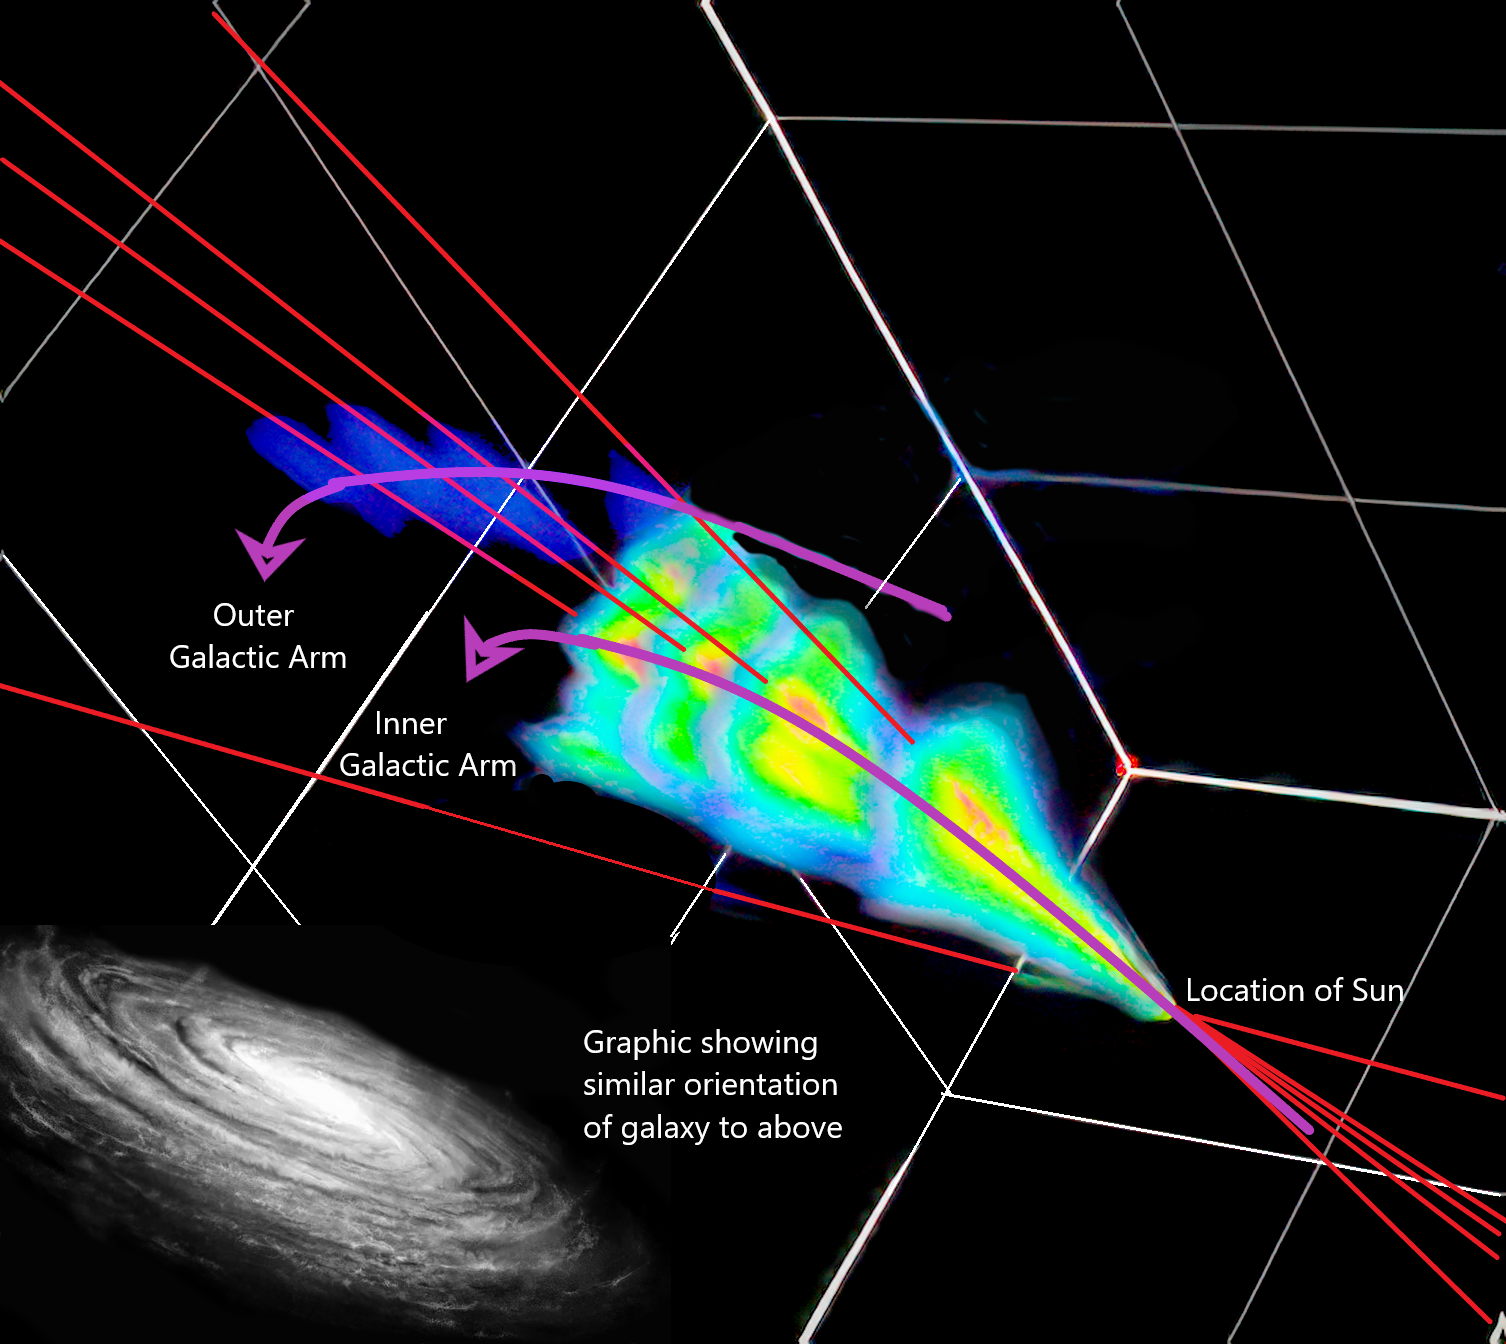 Outer
Galactic Arm
Inner
Galactic Arm
Location of Sun
Graphic showing
similar orientation
of galaxy to above